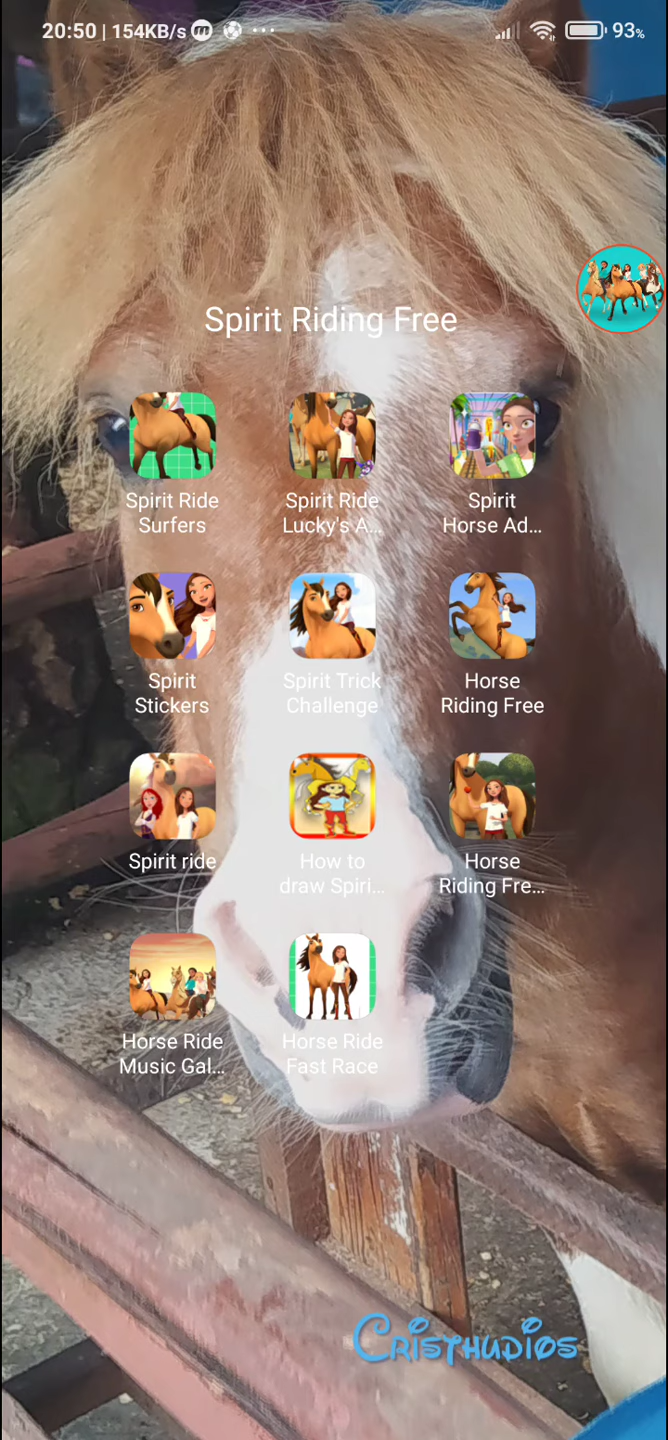 20:50 | 154KB/s
93%
Spirit Riding Free
Spirit Ride
Surfers
Spirit Ride
Lucky's A...
Spirit
Horse Ad...
Spirit
Stickers
Spirit Trick
Challenge
Horse
Riding Free
Spirit ride
How to
draw Spiri...
Horse
Riding Fre...
Horse Ride
Music Gal...
Horse Ride
Fast Race
Cristhudios